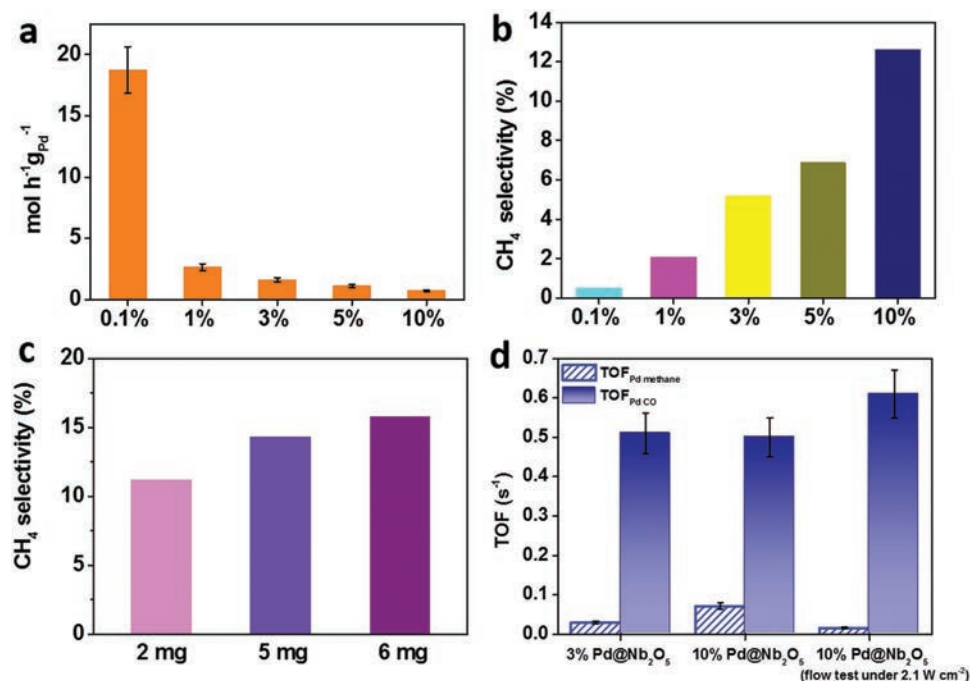 a
20
15
10
5
0
mol h⁻¹g_Pd⁻¹
0.1% 1% 3% 5% 10%
b
14
12
10
8
6
4
2
0
CH₄ selectivity (%)
0.1% 1% 3% 5% 10%
c
20
15
10
5
0
CH₄ selectivity (%)
2 mg 5 mg 6 mg
d
0.7
0.6
0.5
0.4
0.3
0.2
0.1
0.0
TOF (s⁻¹)
TOF_Pd methane
TOF_Pd CO
3% Pd@Nb₂O₅ 10% Pd@Nb₂O₅ 10% Pd@Nb₂O₅
(flow test under 2.1 W cm⁻²)